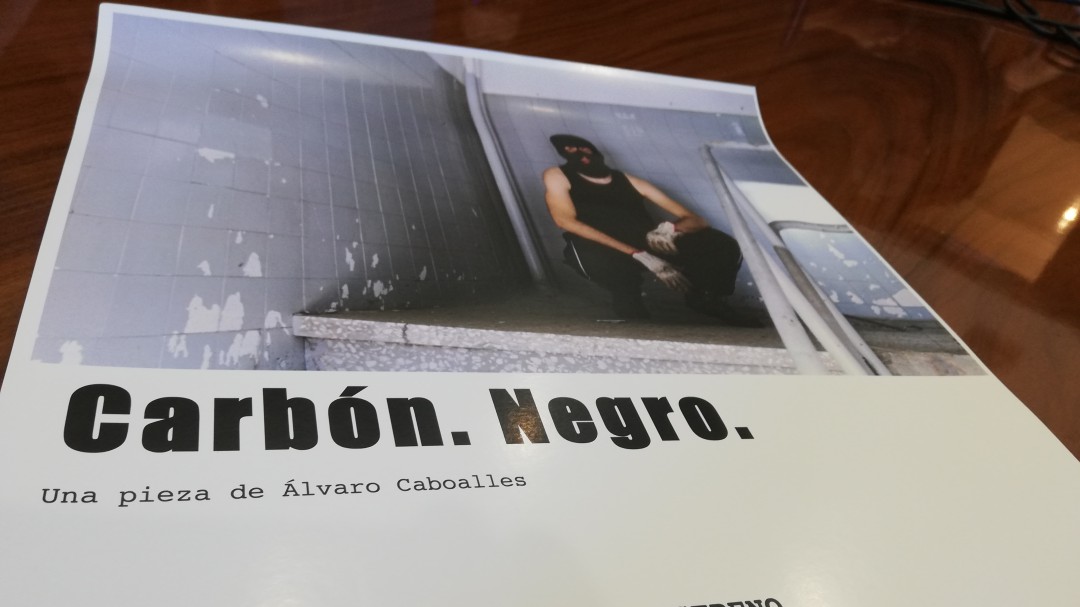 Carbón. Negro.
Una pieza de Álvaro Caboalles